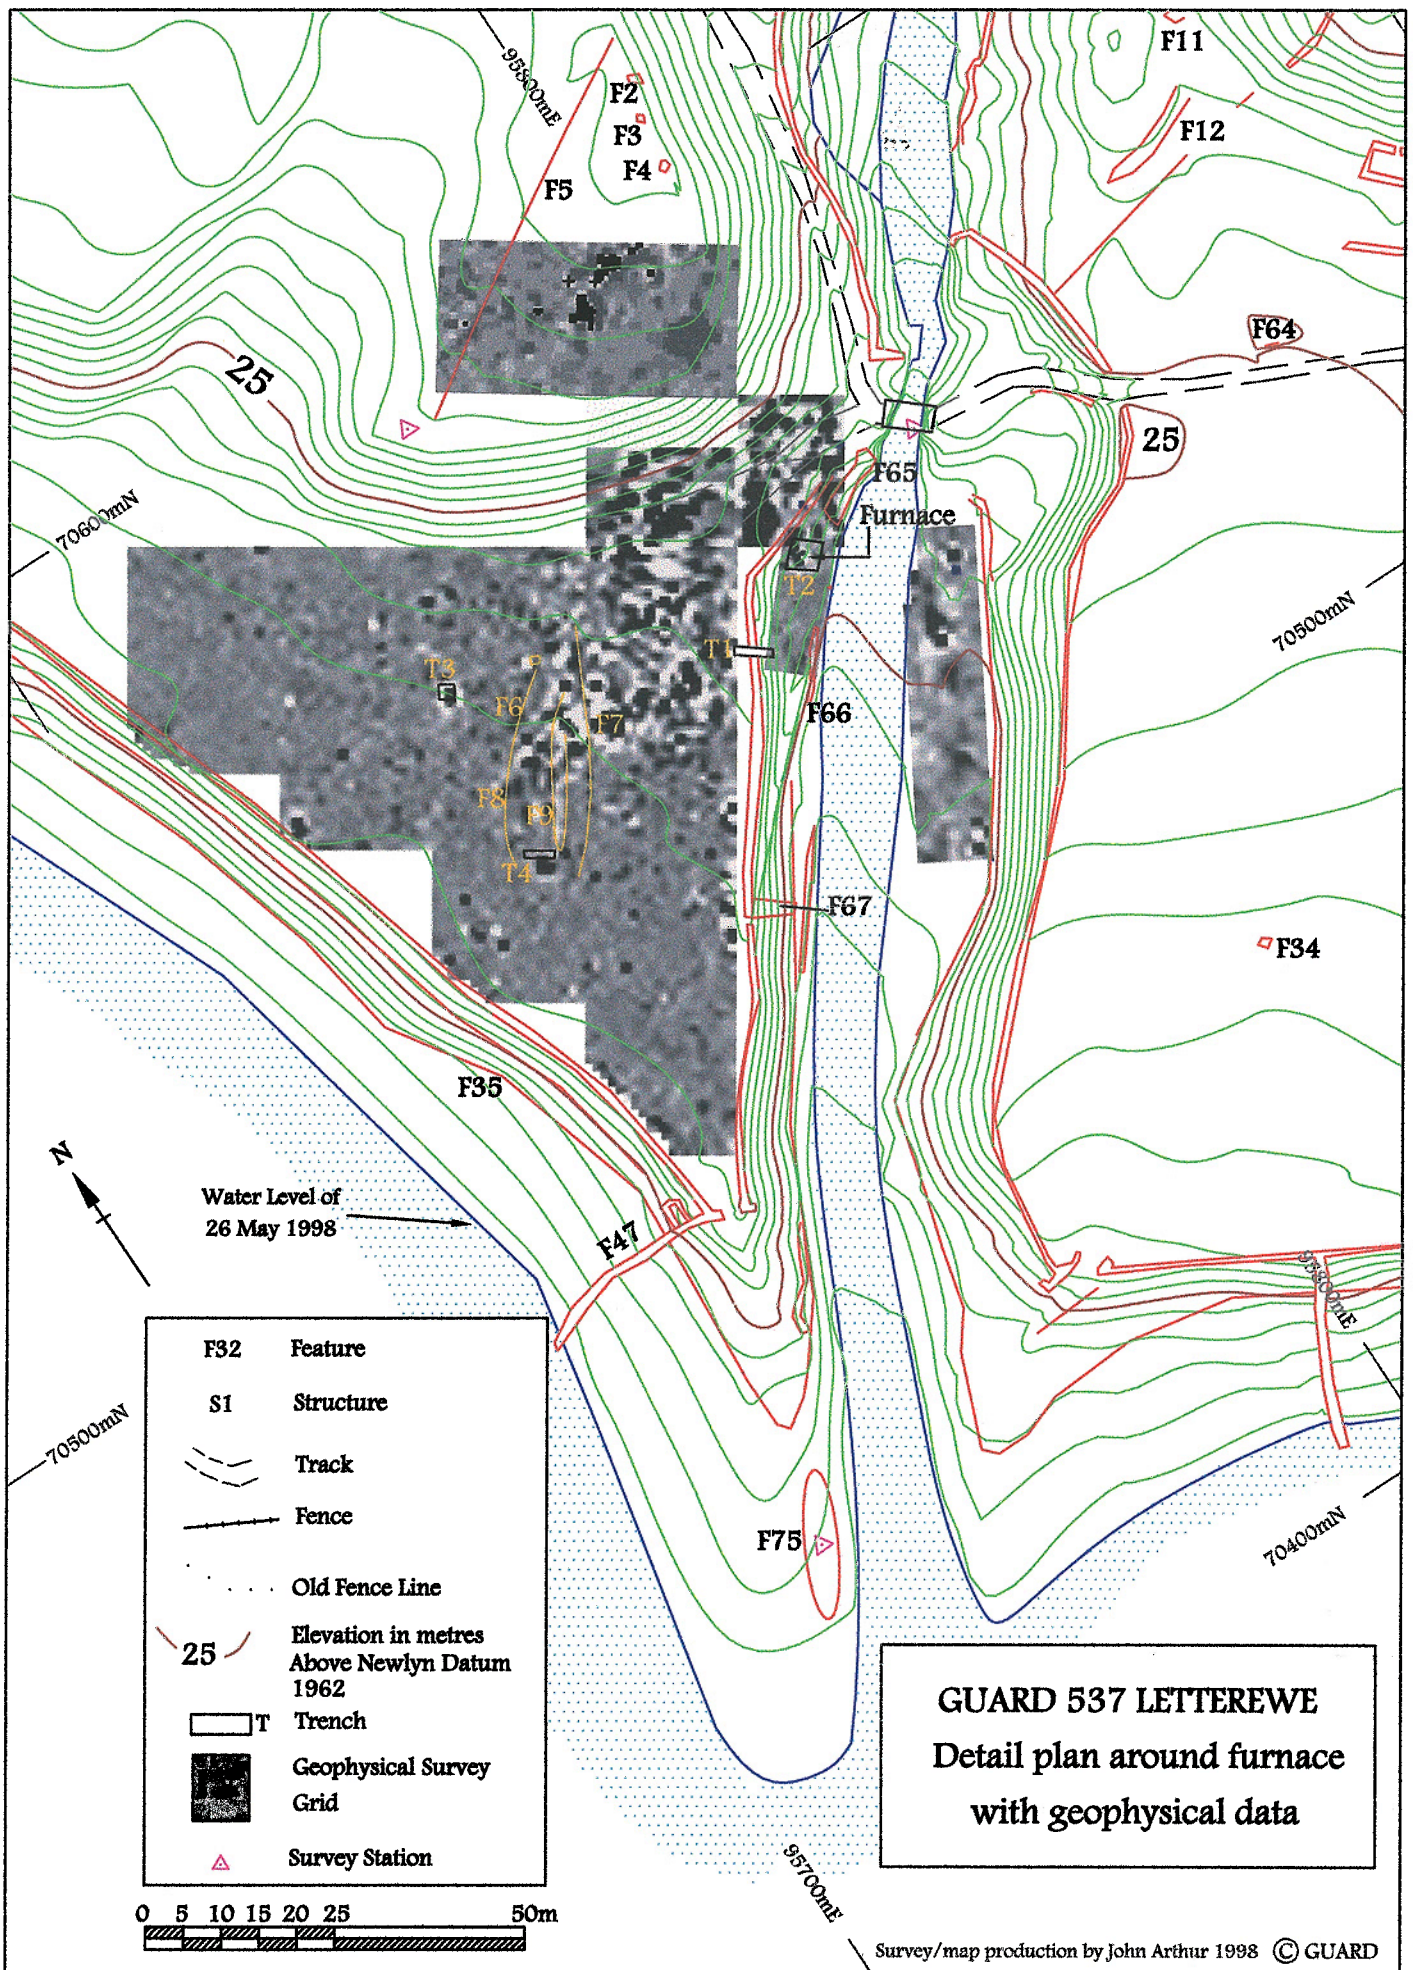 95800mE
F2
F3
F4
F5
F11
F12
F64
25
25
F65
Furnace
70600mN
70500mN
T2
T1
T3
F6
F7
F66
F8
F9
T4
F67
F34
F35
N
Water Level of
26 May 1998
F47
95800mE
F32 Feature
S1 Structure
Track
Fence
Old Fence Line
25 Elevation in metres
Above Newlyn Datum
1962
T Trench
Geophysical Survey
Grid
Survey Station
70500mN
F75
70400mN
GUARD 537 LETTEREWE
Detail plan around furnace
with geophysical data
95700mE
0 5 10 15 20 25 50m
Survey/map production by John Arthur 1998 © GUARD